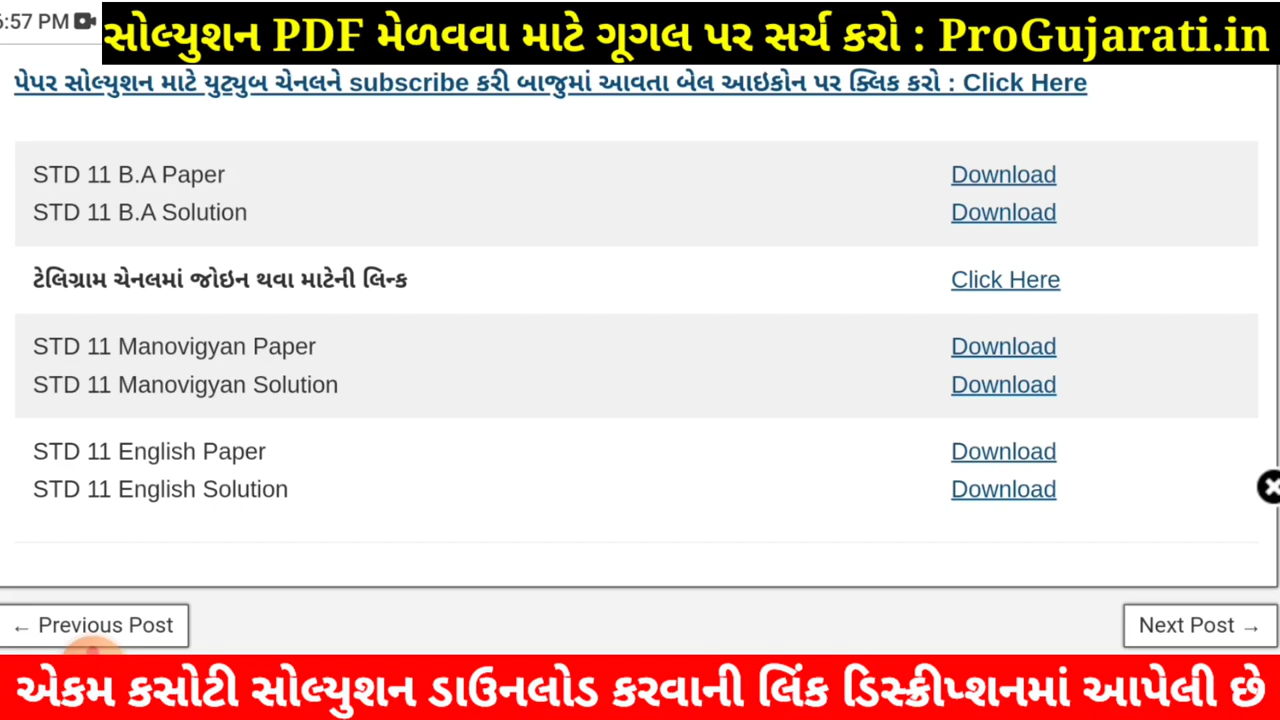 6:57 PM
સોલ્યુશન PDF મેળવવા માટે ગૂગલ પર સર્ચ કરો : ProGujarati.in
પેપર સોલ્યુશન માટે યુટ્યુબ ચેનલને subscribe કરી બાજુમાં આવતા બેલ આઇકોન પર ક્લિક કરો : Click Here
STD 11 B.A Paper Download
STD 11 B.A Solution Download
ટેલિગ્રામ ચેનલમાં જોઇન થવા માટેની લિન્ક Click Here
STD 11 Manovigyan Paper Download
STD 11 Manovigyan Solution Download
STD 11 English Paper Download
STD 11 English Solution Download
← Previous Post Next Post →
એકમ કસોટી સોલ્યુશન ડાઉનલોડ કરવાની લિંક ડિસ્ક્રીપ્શનમાં આપેલી છે